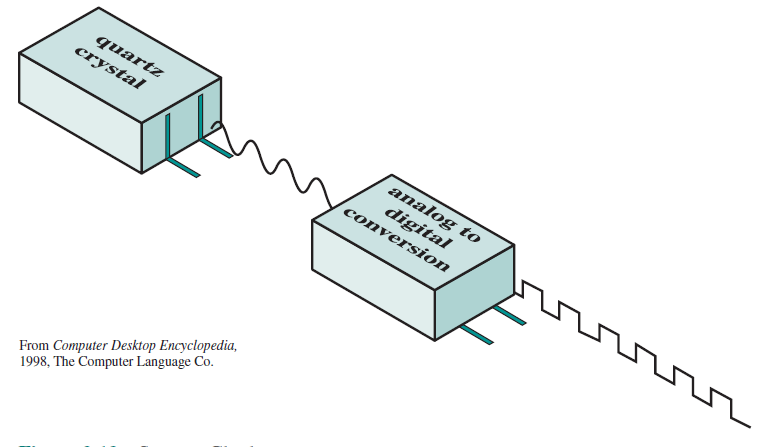 quartz
crystal
analog to
digital
conversion
From Computer Desktop Encyclopedia,
1998, The Computer Language Co.